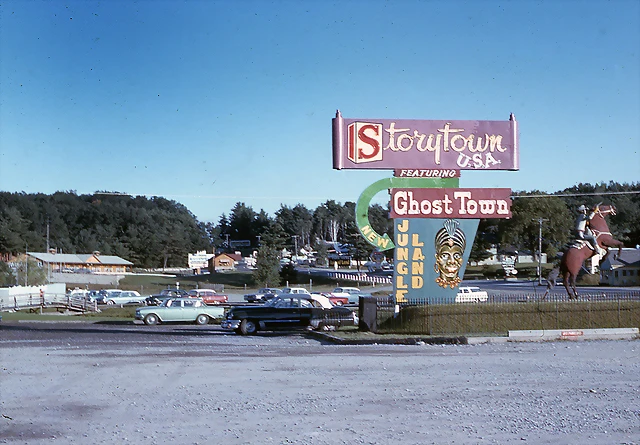 Storytown
U.S.A.
FEATURING
Ghost Town
NEW
JUNGLE
LAND